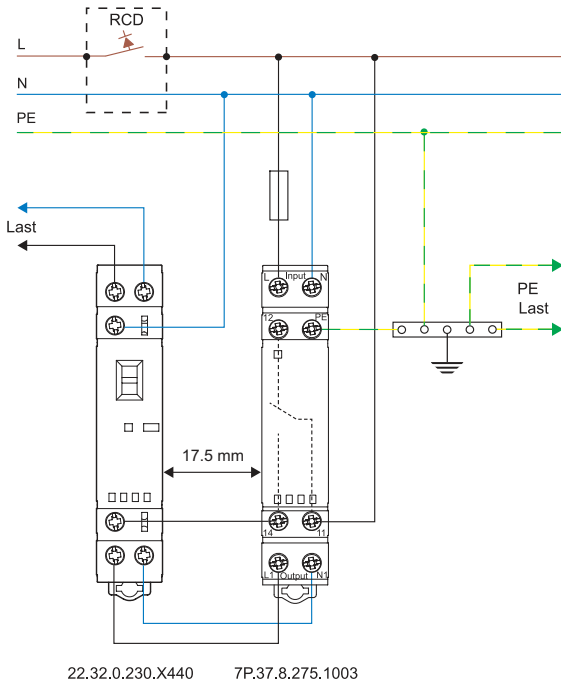 RCD
L
N
PE
Last
L Input N
12 PE
PE
Last
17.5 mm
14 11
L1 Output N1
22.32.0.230.X440 7P.37.8.275.1003